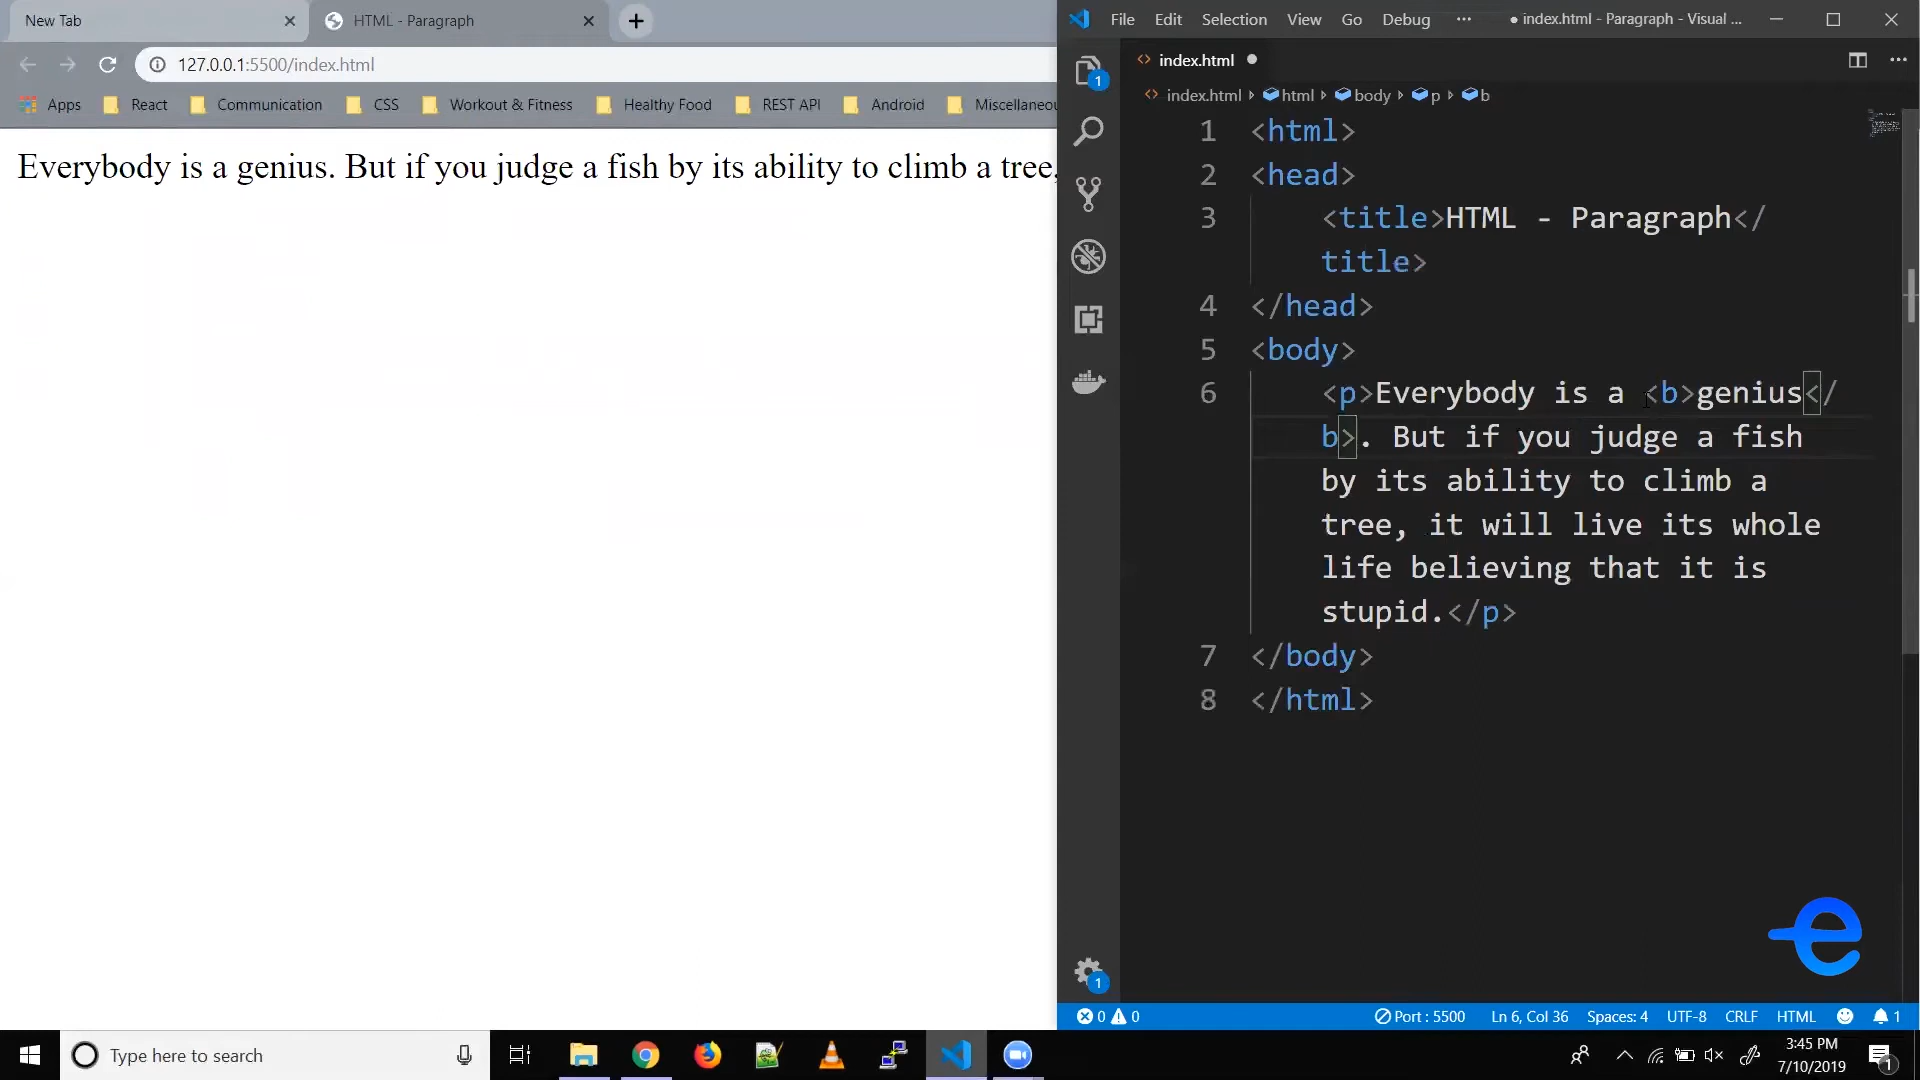 New Tab
HTML - Paragraph
127.0.0.1:5500/index.html
Apps React Communication CSS Workout & Fitness Healthy Food REST API Android Miscellaneou
Everybody is a genius. But if you judge a fish by its ability to climb a tree,
File Edit Selection View Go Debug ··· ● index.html - Paragraph - Visual ...
index.html
index.html html body p b
1 <html>
2 <head>
3 <title>HTML - Paragraph</
title>
4 </head>
5 <body>
6 <p>Everybody is a <b>genius</
b>. But if you judge a fish
by its ability to climb a
tree, it will live its whole
life believing that it is
stupid.</p>
7 </body>
8 </html>
1
1
e
0 0 Port : 5500 Ln 6, Col 36 Spaces: 4 UTF-8 CRLF HTML 1
Type here to search
3:45 PM
7/10/2019
1